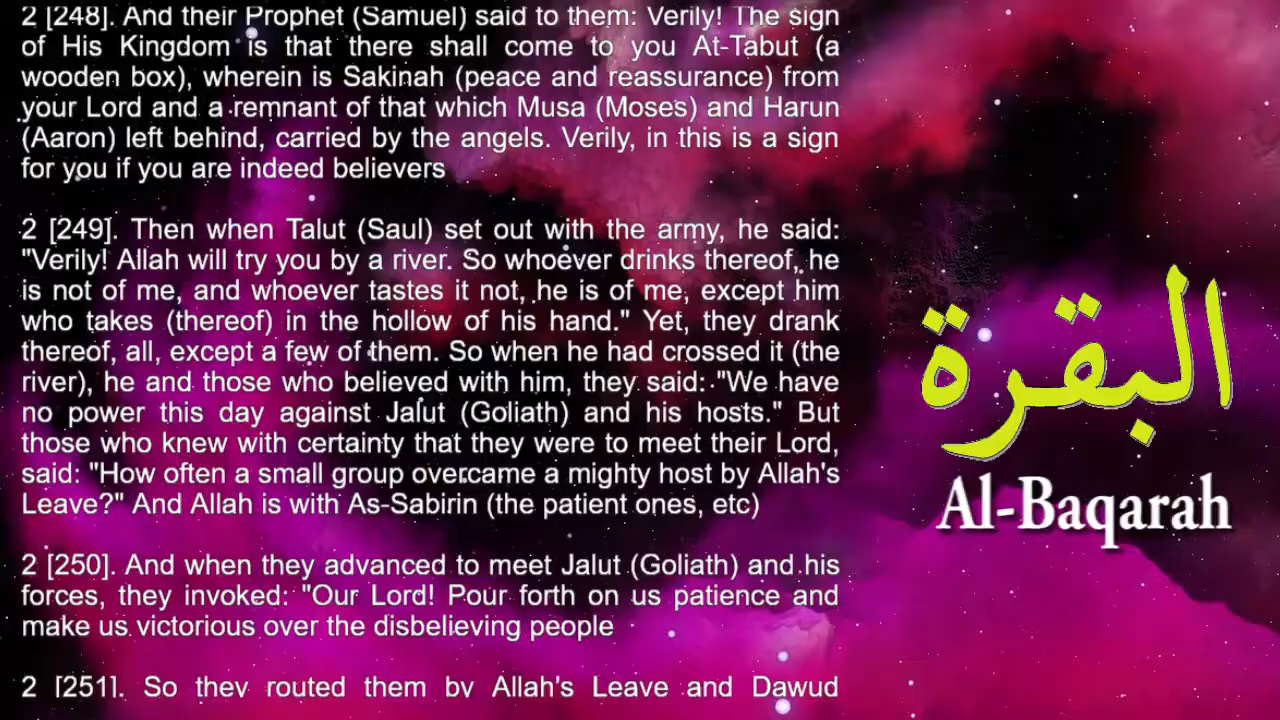 2 [248]. And their Prophet (Samuel) said to them: Verily! The sign
of His Kingdom is that there shall come to you At-Tabut (a
wooden box), wherein is Sakinah (peace and reassurance) from
your Lord and a remnant of that which Musa (Moses) and Harun
(Aaron) left behind, carried by the angels. Verily, in this is a sign
for you if you are indeed believers
2 [249]. Then when Talut (Saul) set out with the army, he said:
"Verily! Allah will try you by a river. So whoever drinks thereof, he
is not of me, and whoever tastes it not, he is of me, except him
who takes (thereof) in the hollow of his hand." Yet, they drank
thereof, all, except a few of them. So when he had crossed it (the
river), he and those who believed with him, they said: "We have
no power this day against Jalut (Goliath) and his hosts." But
those who knew with certainty that they were to meet their Lord,
said: "How often a small group overcame a mighty host by Allah's
Leave?" And Allah is with As-Sabirin (the patient ones, etc)
2 [250]. And when they advanced to meet Jalut (Goliath) and his
forces, they invoked: "Our Lord! Pour forth on us patience and
make us victorious over the disbelieving people
2 [251]. So they routed them by Allah's Leave and Dawud
البقرة
Al-Baqarah